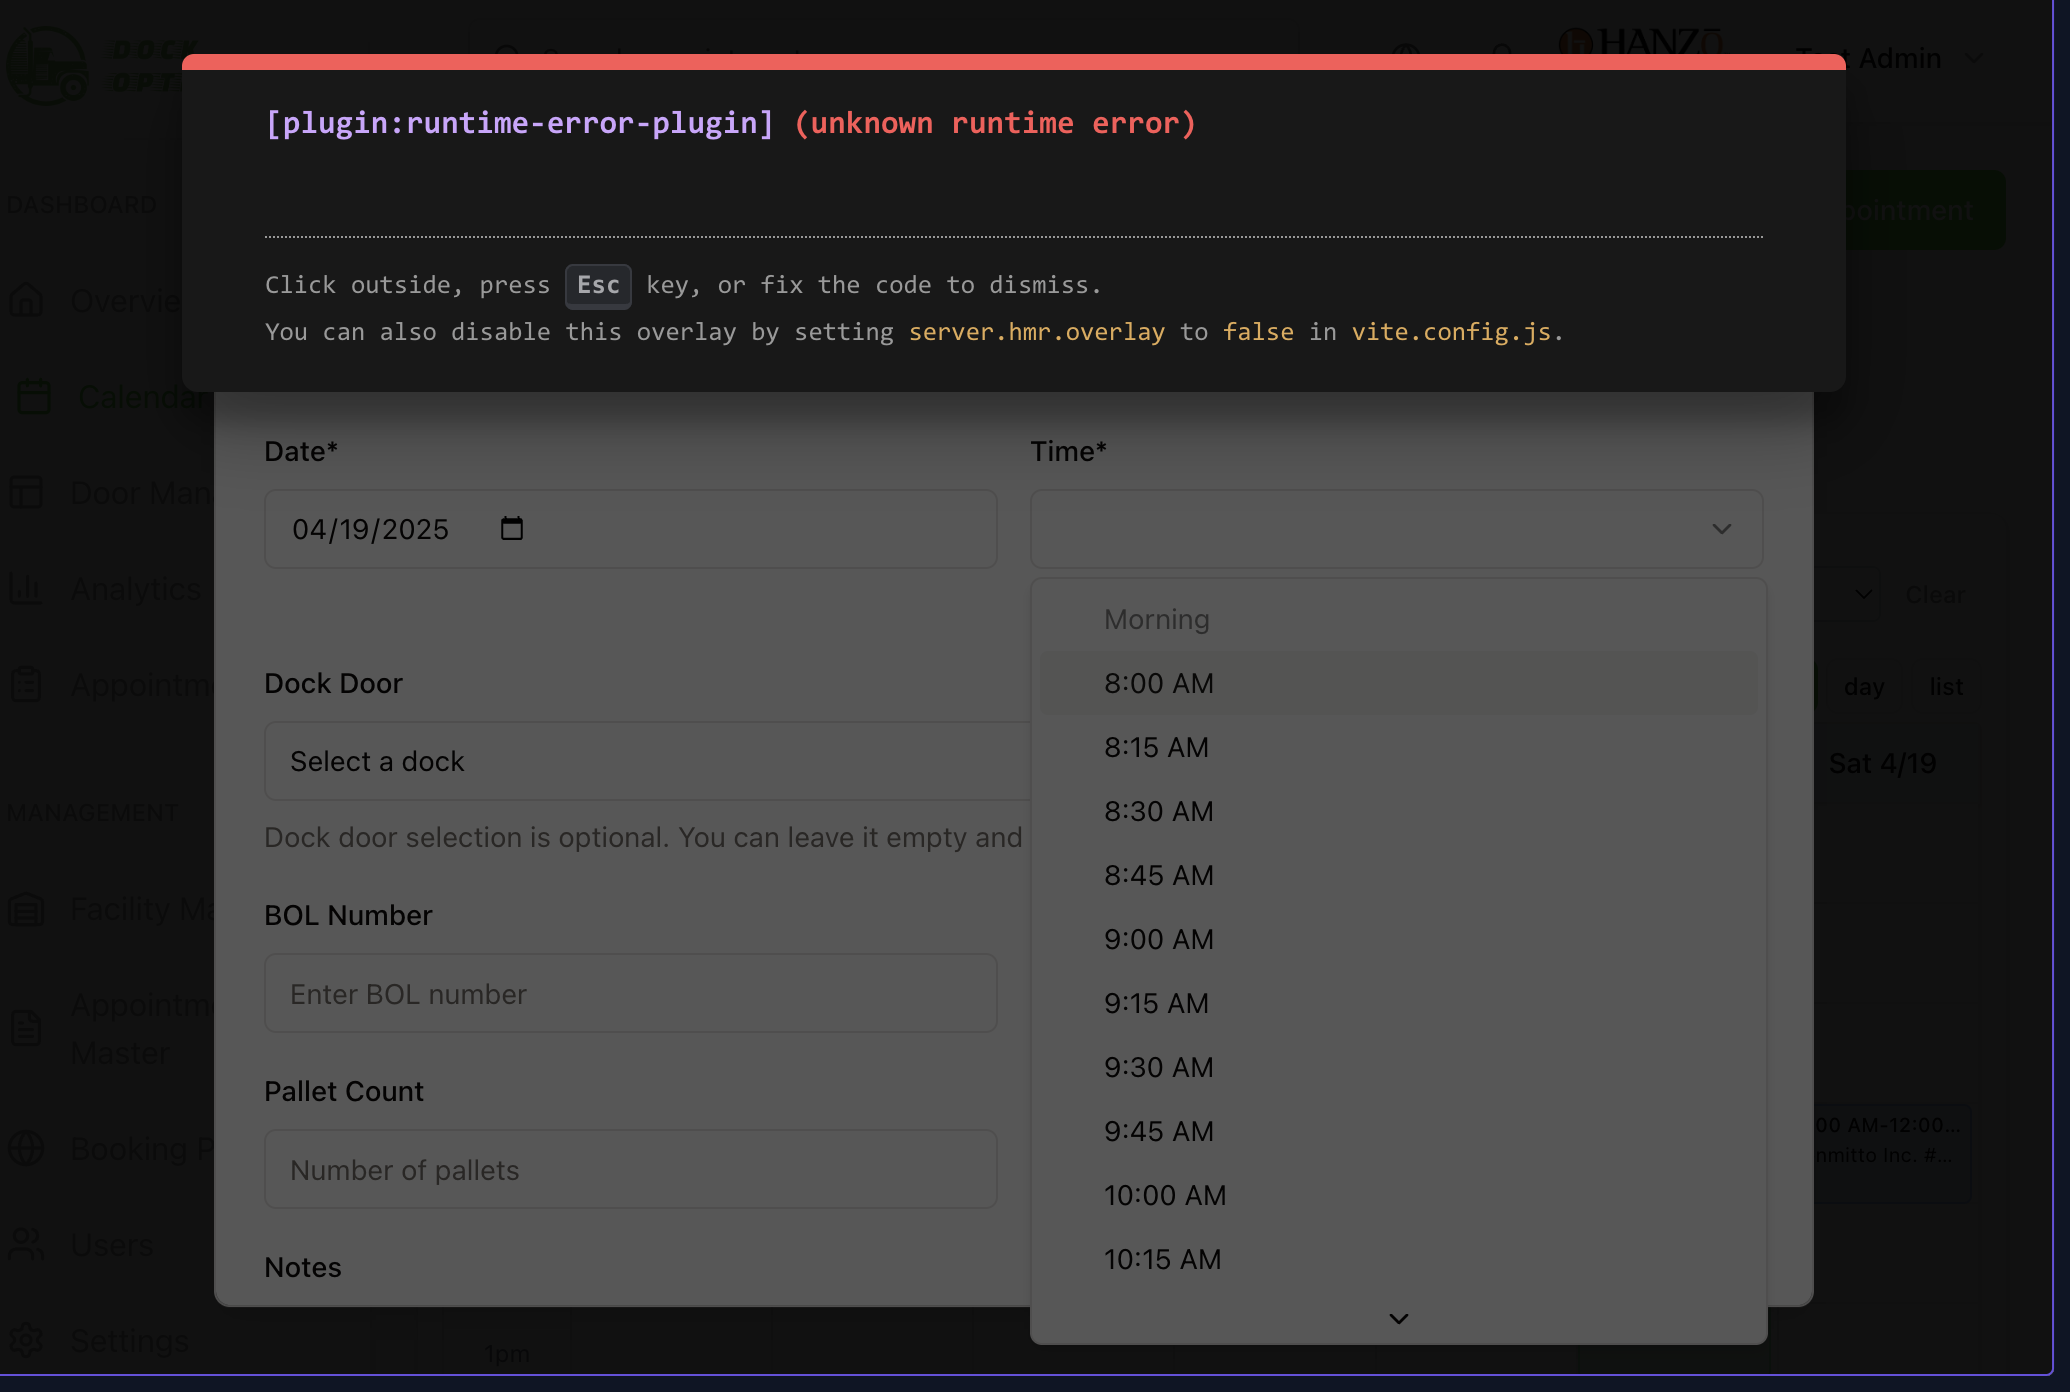 DOCK
OPT
HANZO
t Admin
[plugin:runtime-error-plugin] (unknown runtime error)
Click outside, press Esc key, or fix the code to dismiss.
You can also disable this overlay by setting server.hmr.overlay to false in vite.config.js.
DASHBOARD
pointment
Overvie
Calendar
Door Man
Analytics
Appointm
MANAGEMENT
Facility Ma
Appointm
Master
Booking P
Users
Settings
Date*
Time*
04/19/2025
Morning
8:00 AM
8:15 AM
8:30 AM
8:45 AM
9:00 AM
9:15 AM
9:30 AM
9:45 AM
10:00 AM
10:15 AM
Dock Door
Select a dock
Dock door selection is optional. You can leave it empty and
BOL Number
Enter BOL number
Pallet Count
Number of pallets
Notes
Clear
day
list
Sat 4/19
00 AM-12:00...
nmitto Inc. #...
1pm